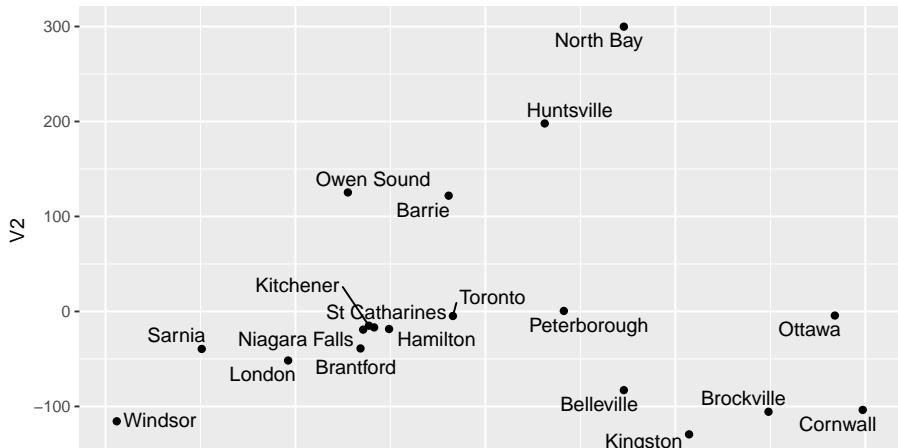 300
North Bay
Huntsville
200
Owen Sound
Barrie
100
V2
Kitchener
Toronto
St Catharines
0
Peterborough
Ottawa
Sarnia
Niagara Falls
Hamilton
London
Brantford
−100
Belleville
Brockville
Windsor
Cornwall
Kingston